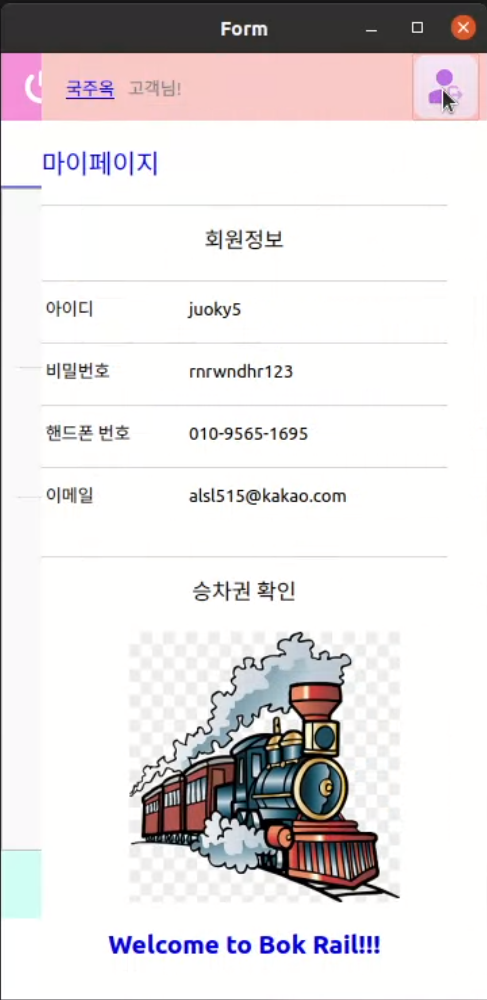 Form
국주옥 고객님!
마이페이지
회원정보
아이디 juoky5
비밀번호 rnrwndhr123
핸드폰 번호 010-9565-1695
이메일 alsl515@kakao.com
승차권 확인
Welcome to Bok Rail!!!